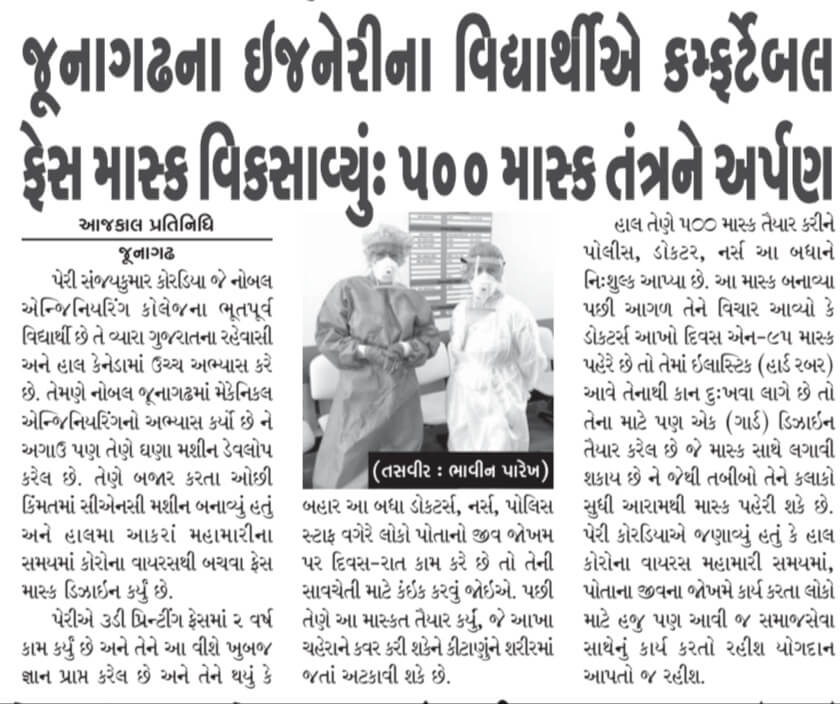 જૂનાગઢના ઈજનેરીના વિદ્યાર્થીએ કમ્ફર્ટેબલ
ફેસ માસ્ક વિકસાવ્યુંઃ ૫૦૦ માસ્ક તંત્રને અર્પણ
આજકાલ પ્રતિનિધિ
જૂનાગઢ
પેરી સંજયકુમાર કોરડિયા જે નોબલ
એન્જિનિયરિંગ કોલેજના ભૂતપૂર્વ
વિદ્યાર્થી છે તે વ્યારા ગુજરાતના રહેવાસી
અને હાલ કેનેડામાં ઉચ્ચ અભ્યાસ કરે
છે. તેમણે નોબલ જૂનાગઢમાં મેકેનિકલ
એન્જિનિયરિંગનો અભ્યાસ કર્યો છે ને
અગાઉ પણ તેણે ઘણા મશીન ડેવલોપ
કરેલ છે. તેણે બજાર કરતા ઓછી
કિંમતમાં સીએનસી મશીન બનાવ્યું હતું
અને હાલમા આકરાં મહામારીના
સમયમાં કોરોના વાયરસથી બચવા ફેસ
માસ્ક ડિઝાઇન કર્યું છે.
પેરીએ ૩ડી પ્રિન્ટીંગ ફેસમાં ૨ વર્ષ
કામ કર્યું છે અને તેને આ વીશે ખુબજ
જ્ઞાન પ્રાપ્ત કરેલ છે અને તેને થયું કે
(તસવીર : ભાવીન પારેખ)
બહાર આ બધા ડોકટર્સ, નર્સ, પોલિસ
સ્ટાફ વગેરે લોકો પોતાનો જીવ જોખમ
પર દિવસ-રાત કામ કરે છે તો તેની
સાવચેતી માટે કંઇક કરવું જોઇએ. પછી
તેણે આ માસ્કત તૈયાર કર્યુ, જે આખા
ચહેરાને કવર કરી શકેને કીટાણુંને શરીરમાં
જતાં અટકાવી શકે છે.
હાલ તેણે ૫૦૦ માસ્ક તૈયાર કરીને
પોલીસ, ડોકટર, નર્સ આ બધાને
નિઃશુલ્ક આપ્યા છે. આ માસ્ક બનાવ્યા
પછી આગળ તેને વિચાર આવ્યો કે
ડોકટર્સ આખો દિવસ એન-૯૫ માસ્ક
પહેરે છે તો તેમાં ઇલાસ્ટિક (હાર્ડ રબર)
આવે તેનાથી કાન દુઃખવા લાગે છે તો
તેના માટે પણ એક (ગાર્ડ) ડિઝાઇન
તૈયાર કરેલ છે જે માસ્ક સાથે લગાવી
શકાય છે ને જેથી તબીબો તેને કલાકો
સુધી આરામથી માસ્ક પહેરી શકે છે.
પેરી કોરડિયાએ જણાવ્યું હતું કે હાલ
કોરોના વાયરસ મહામારી સમયમાં,
પોતાના જીવના જોખમે કાર્ય કરતા લોકો
માટે હજુ પણ આવી જ સમાજસેવા
સાથેનું કાર્ય કરતો રહીશ યોગદાન
આપતો જ રહીશ.